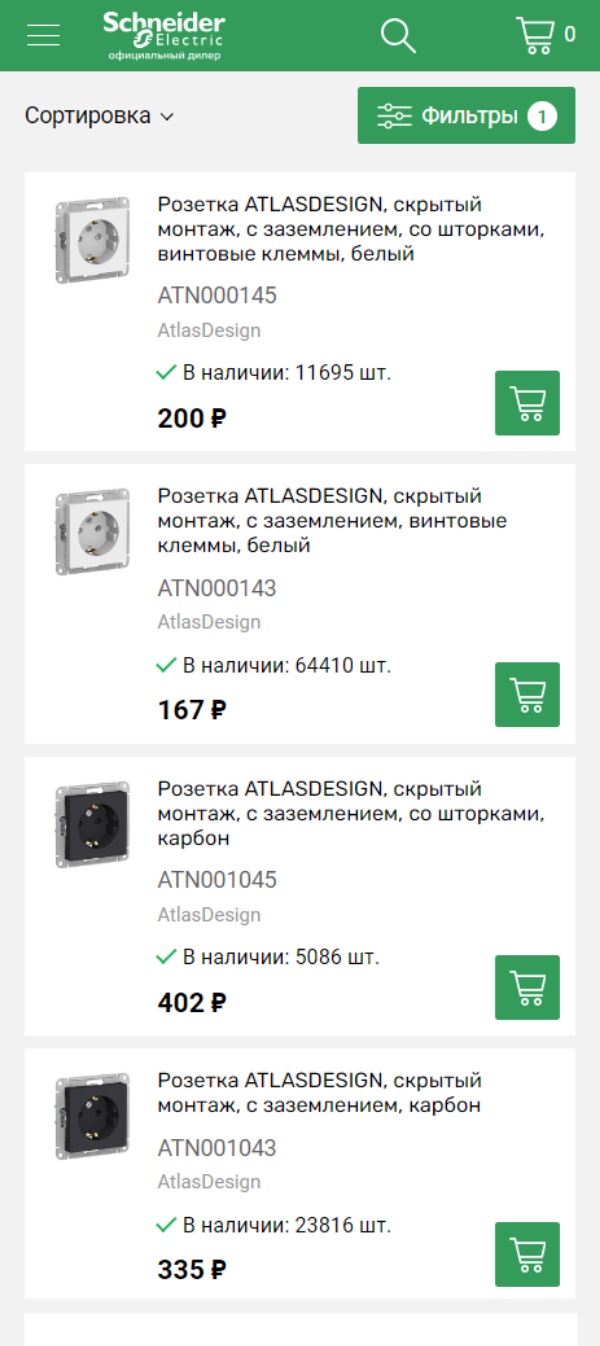 Schneider
Electric
официальный дилер
0
Сортировка
Фильтры 1
Розетка ATLASDESIGN, скрытый
монтаж, с заземлением, со шторками,
винтовые клеммы, белый
ATN000145
AtlasDesign
В наличии: 11695 шт.
200 ₽
Розетка ATLASDESIGN, скрытый
монтаж, с заземлением, винтовые
клеммы, белый
ATN000143
AtlasDesign
В наличии: 64410 шт.
167 ₽
Розетка ATLASDESIGN, скрытый
монтаж, с заземлением, со шторками,
карбон
ATN001045
AtlasDesign
В наличии: 5086 шт.
402 ₽
Розетка ATLASDESIGN, скрытый
монтаж, с заземлением, карбон
ATN001043
AtlasDesign
В наличии: 23816 шт.
335 ₽